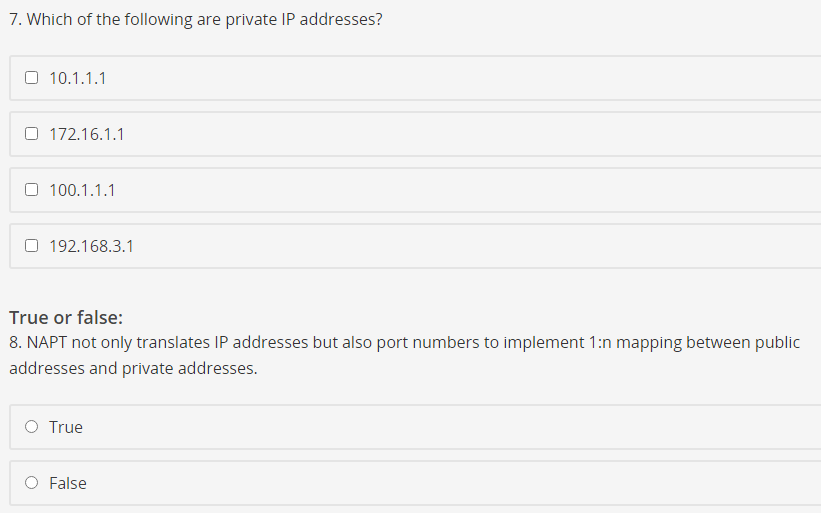 7. Which of the following are private IP addresses?
10.1.1.1
172.16.1.1
100.1.1.1
192.168.3.1
True or false:
8. NAPT not only translates IP addresses but also port numbers to implement 1:n mapping between public
addresses and private addresses.
True
False